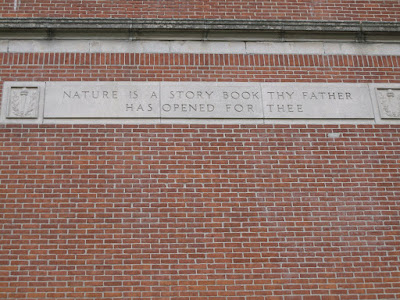 NATURE IS A STORY BOOK THY FATHER
HAS OPENED FOR THEE